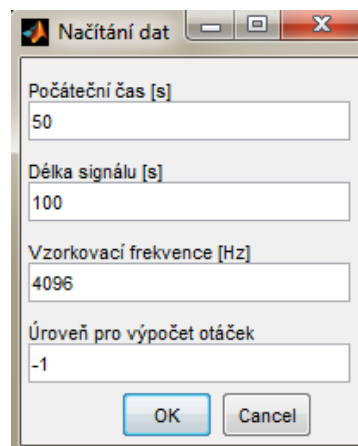 Načítání dat
Počáteční čas [s]
50
Délka signálu [s]
100
Vzorkovací frekvence [Hz]
4096
Úroveň pro výpočet otáček
-1
OK Cancel